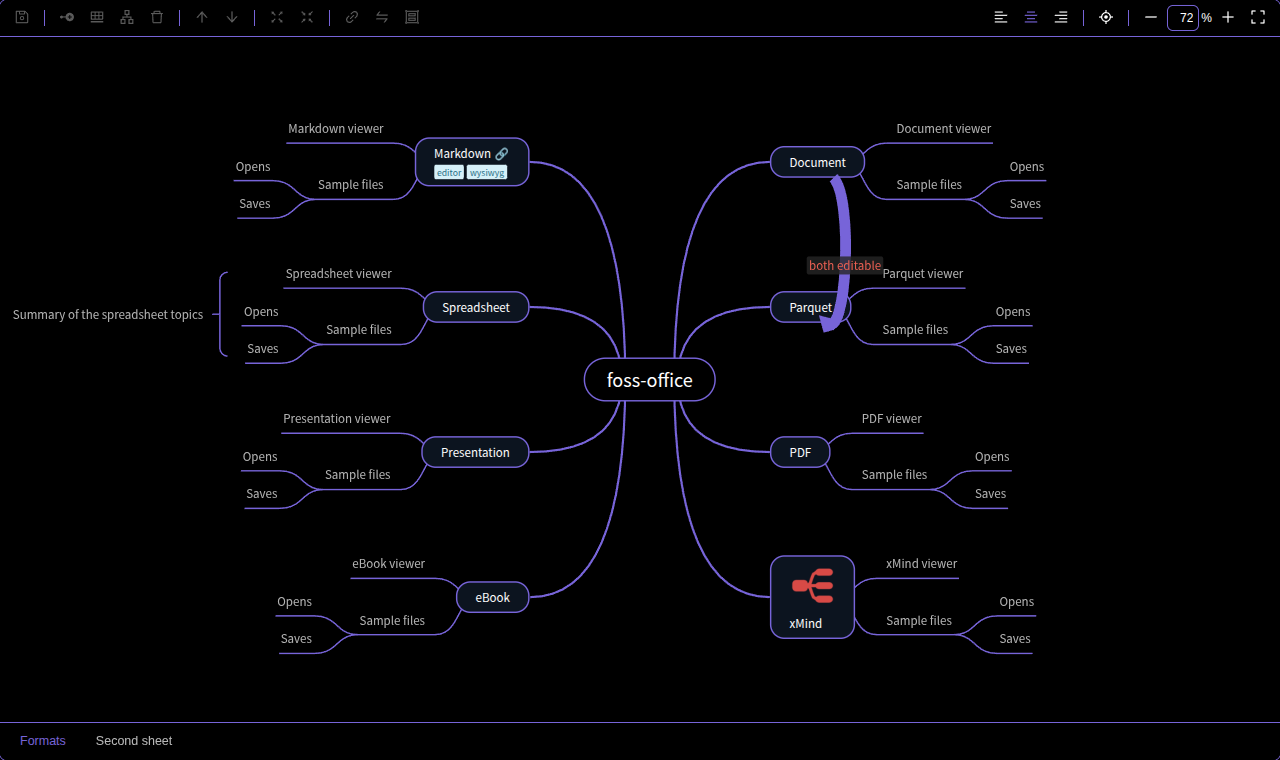 72 %
Markdown viewer
Markdown
editor wysiwyg
Opens
Sample files
Saves
Spreadsheet viewer
Summary of the spreadsheet topics
Opens
Spreadsheet
Sample files
Saves
foss-office
Presentation viewer
Presentation
Opens
Sample files
Saves
eBook viewer
eBook
Opens
Sample files
Saves
Document viewer
Document
Opens
Sample files
Saves
both editable
Parquet viewer
Parquet
Opens
Sample files
Saves
PDF viewer
PDF
Opens
Sample files
Saves
xMind viewer
xMind
Opens
Sample files
Saves
Formats Second sheet